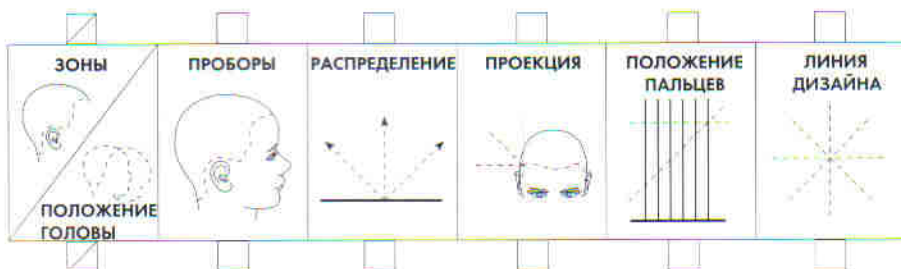 ЗОНЫ
ПОЛОЖЕНИЕ
ГОЛОВЫ
ПРОБОРЫ
РАСПРЕДЕЛЕНИЕ
ПРОЕКЦИЯ
ПОЛОЖЕНИЕ
ПАЛЬЦЕВ
ЛИНИЯ
ДИЗАЙНА